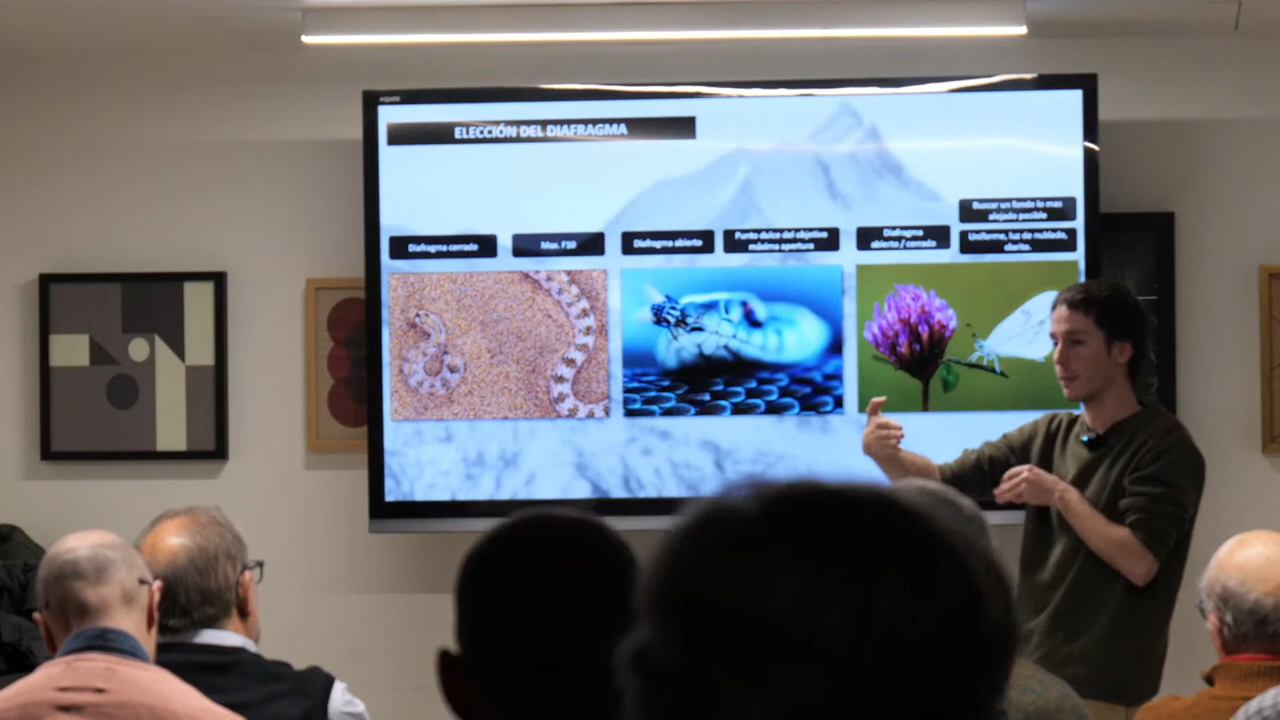 ELECCIÓN DEL DIAFRAGMA
Buscar un fondo lo mas
alejado posible
Diafragma cerrado
Max. F10
Diafragma abierto
Punto dulce del objetivo
máxima apertura
Diafragma
abierto / cerrado
Uniforme, luz de nublado,
clarito.